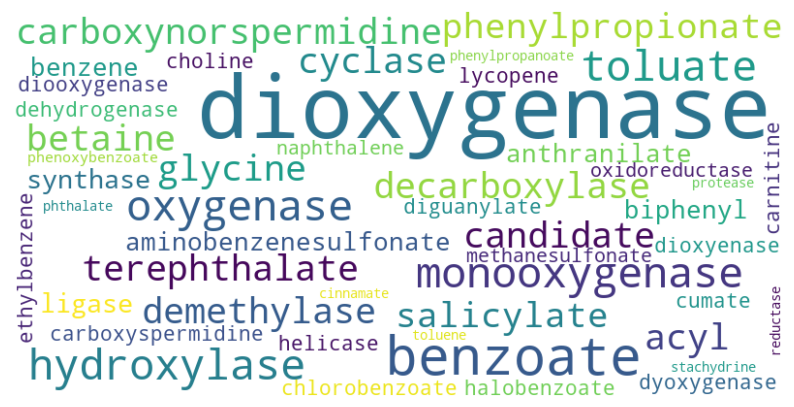 carboxynorspermidine
phenylpropionate
benzene
choline
cyclase
phenylpropanoate
lycopene
toluate
diooxygenase
dioxygenase
dehydrogenase
betaine
naphthalene
anthranilate
phenoxybenzoate
glycine
oxidoreductase
carnitine
synthase
decarboxylase
protease
phthalate
oxygenase
diguanylate
biphenyl
ethylbenzene
aminobenzenesulfonate
candidate
dioxyenase
terephthalate
methanesulfonate
monooxygenase
cinnamate
ligase
demethylase
salicylate
cumate
reductase
carboxyspermidine
helicase
toluene
acyl
hydroxylase
benzoate
stachydrine
chlorobenzoate
halobenzoate
dyoxygenase